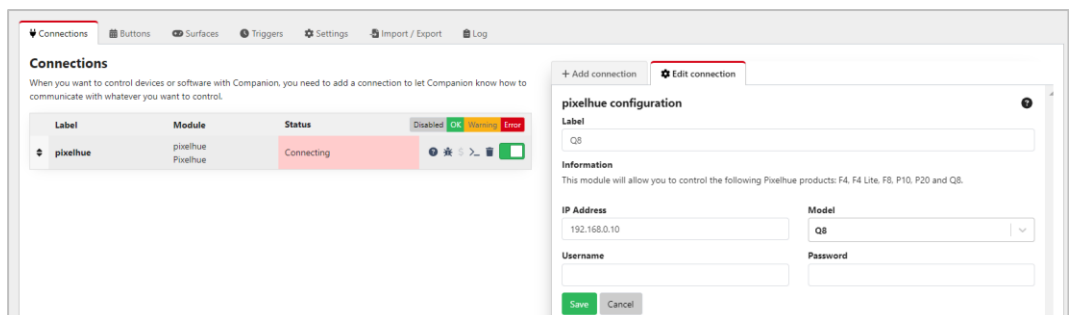 Connections Buttons Surfaces Triggers Settings Import / Export Log
Connections
When you want to control devices or software with Companion, you need to add a connection to let Companion know how to
communicate with whatever you want to control.
Label Module Status Disabled OK Warning Error
pixelhue pixelhue Connecting
Pixelhue
+ Add connection Edit connection
pixelhue configuration
Label
Q8
Information
This module will allow you to control the following Pixelhue products: F4, F4 Lite, F8, P10, P20 and Q8.
IP Address Model
192.168.0.10 Q8
Username Password
Save Cancel